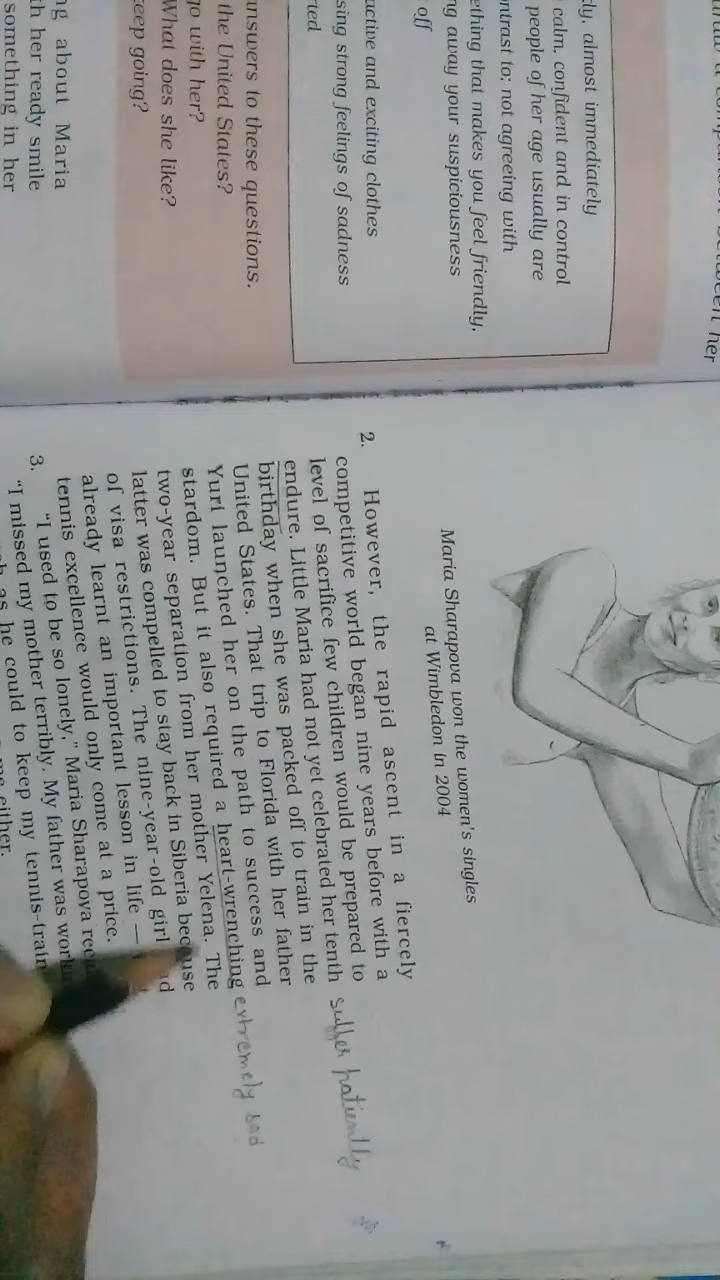 her
tly, almost immediately
calm, confident and in control
people of her age usually are
ntrast to; not agreeing with
ething that makes you feel friendly,
ng away your suspiciousness
off
active and exciting clothes
sing strong feelings of sadness
rted
nswers to these questions.
the United States?
go with her?
What does she like?
eep going?
ng about Maria
th her ready smile
something in her
Maria Sharapova won the women's singles
at Wimbledon in 2004
2. However, the rapid ascent in a fiercely
competitive world began nine years before with a
level of sacrifice few children would be prepared to
endure. Little Maria had not yet celebrated her tenth suffer patiently
birthday when she was packed off to train in the
United States. That trip to Florida with her father
Yuri launched her on the path to success and
stardom. But it also required a heart-wrenching extremely sad
two-year separation from her mother Yelena. The
latter was compelled to stay back in Siberia because
of visa restrictions. The nine-year-old girl
already learnt an important lesson in life —
tennis excellence would only come at a price.
3. "I used to be so lonely," Maria Sharapova
"I missed my mother terribly. My father was
as he could to keep my tennis-train
either.